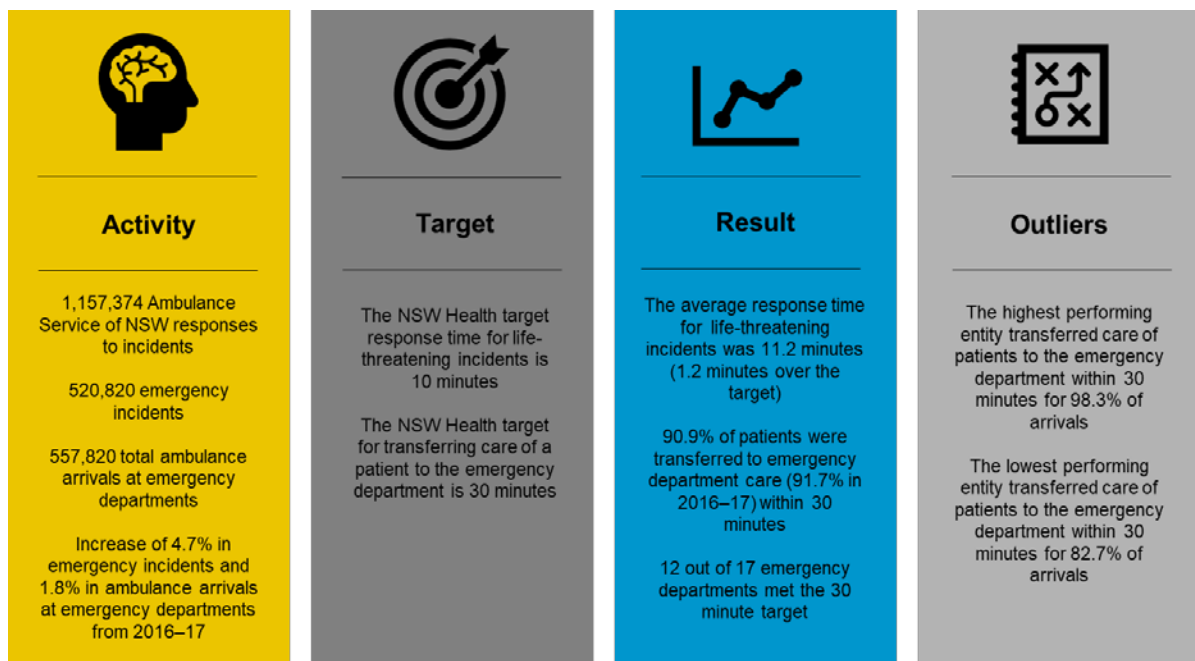 Activity
1,157,374 Ambulance
Service of NSW responses
to incidents
520,820 emergency
incidents
557,820 total ambulance
arrivals at emergency
departments
Increase of 4.7% in
emergency incidents and
1.8% in ambulance arrivals
at emergency departments
from 2016–17
Target
The NSW Health target
response time for life-
threatening incidents is
10 minutes
The NSW Health target
for transferring care of a
patient to the emergency
department is 30 minutes
Result
The average response time
for life-threatening
incidents was 11.2 minutes
(1.2 minutes over the
target)
90.9% of patients were
transferred to emergency
department care (91.7% in
2016–17) within 30
minutes
12 out of 17 emergency
departments met the 30
minute target
Outliers
The highest performing
entity transferred care of
patients to the emergency
department within 30
minutes for 98.3% of
arrivals
The lowest performing
entity transferred care of
patients to the emergency
department within 30
minutes for 82.7% of
arrivals